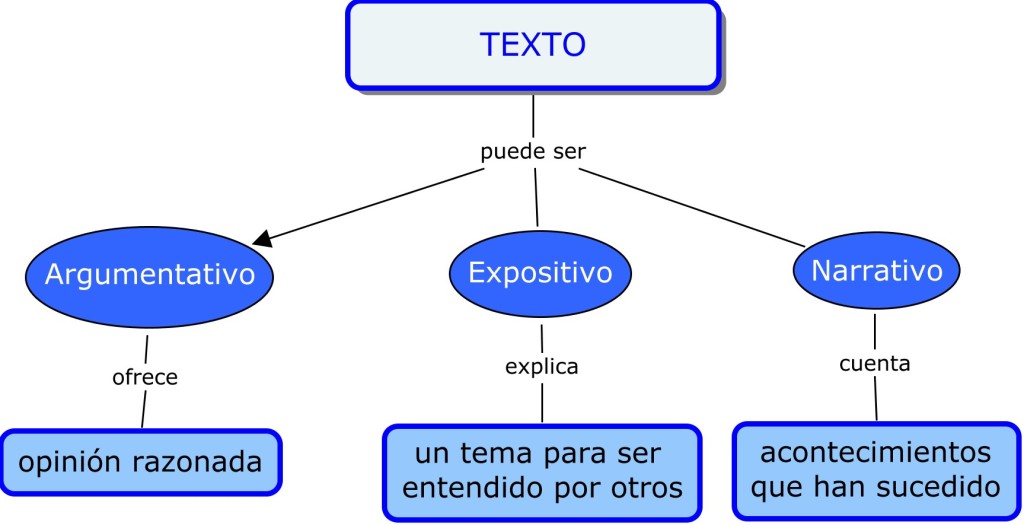 TEXTO
puede ser
Argumentativo
Expositivo
Narrativo
ofrece
explica
cuenta
opinión razonada
un tema para ser
entendido por otros
acontecimientos
que han sucedido